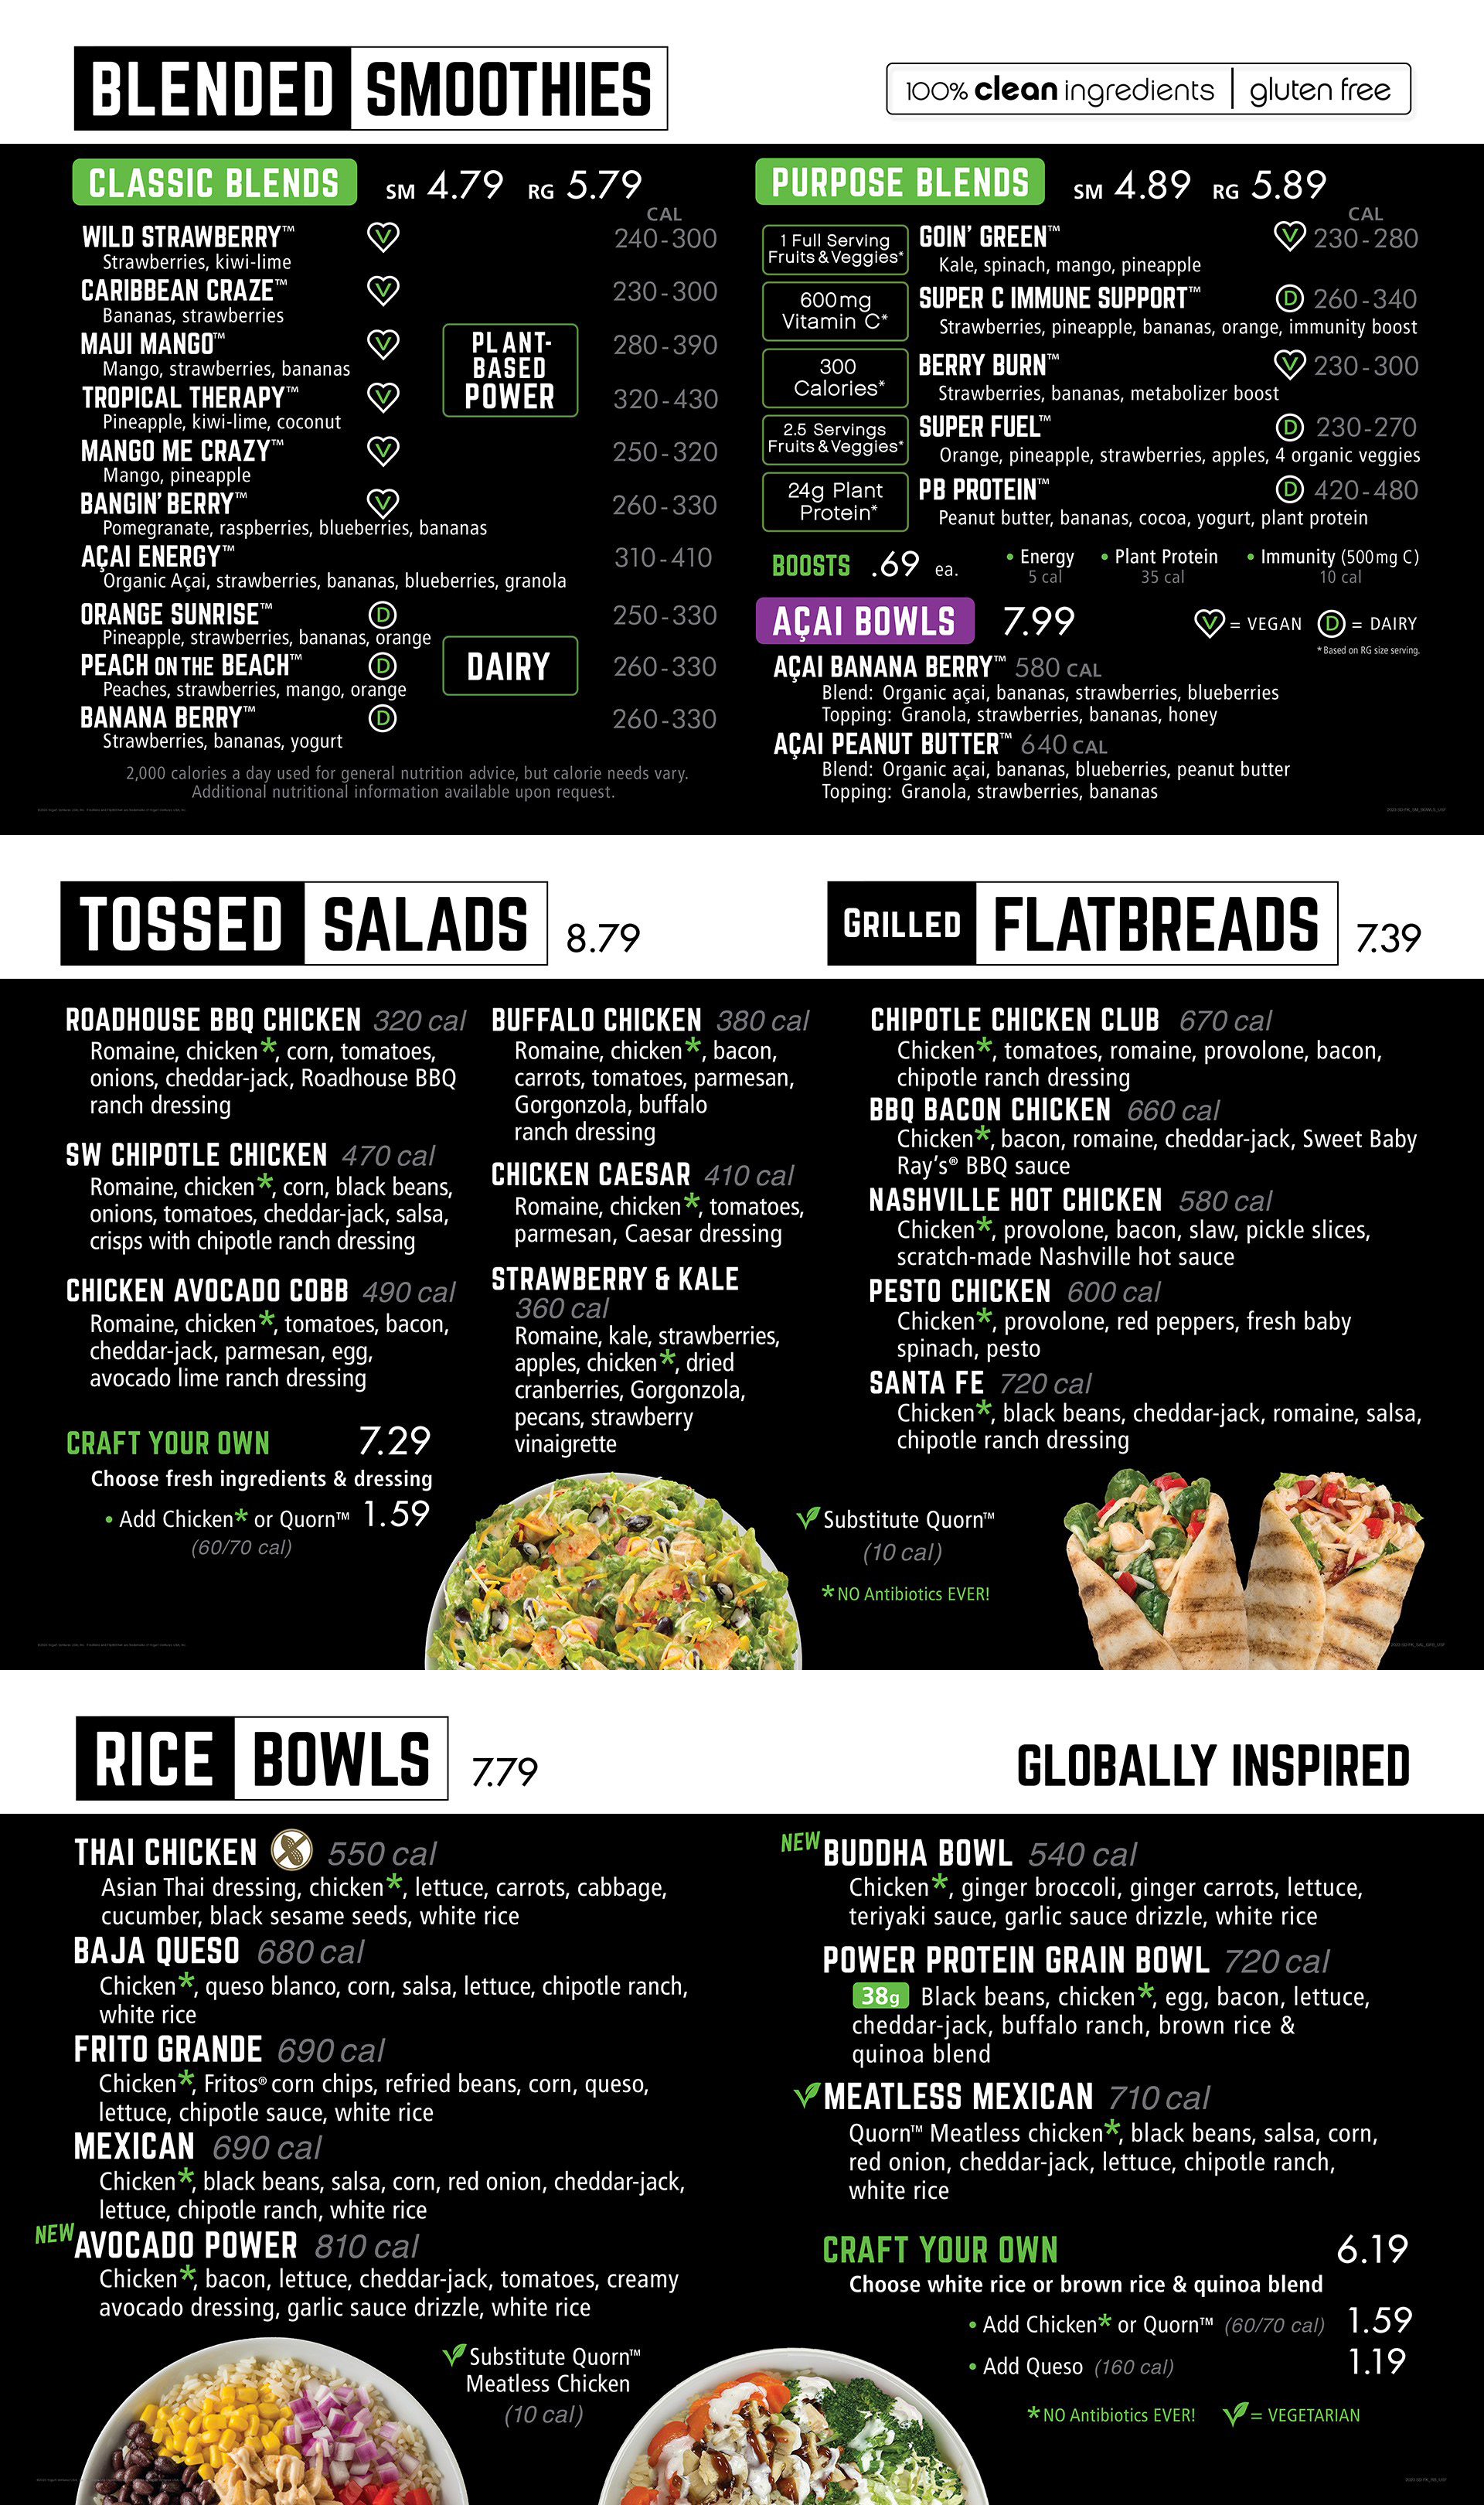 BLENDED SMOOTHIES
100% clean ingredients | gluten free
CLASSIC BLENDS SM 4.79 RG 5.79
CAL
WILD STRAWBERRY™ V 240-300
Strawberries, kiwi-lime
CARIBBEAN CRAZE™ V 230-300
Bananas, strawberries
MAUI MANGO™ V 280-390
Mango, strawberries, bananas
TROPICAL THERAPY™ V 320-430
Pineapple, kiwi-lime, coconut
MANGO ME CRAZY™ V 250-320
Mango, pineapple
BANGIN' BERRY™ V 260-330
Pomegranate, raspberries, blueberries, bananas
AÇAI ENERGY™ 310-410
Organic Açai, strawberries, bananas, blueberries, granola
PLANT-
BASED
POWER
ORANGE SUNRISE™ D 250-330
Pineapple, strawberries, bananas, orange
PEACH ON THE BEACH™ D 260-330
Peaches, strawberries, mango, orange
BANANA BERRY™ D 260-330
Strawberries, bananas, yogurt
DAIRY
2,000 calories a day used for general nutrition advice, but calorie needs vary.
Additional nutritional information available upon request.
PURPOSE BLENDS SM 4.89 RG 5.89
CAL
1 Full Serving
Fruits & Veggies*
GOIN' GREEN™ V 230-280
Kale, spinach, mango, pineapple
600mg
Vitamin C*
SUPER C IMMUNE SUPPORT™ D 260-340
Strawberries, pineapple, bananas, orange, immunity boost
300
Calories*
BERRY BURN™ V 230-300
Strawberries, bananas, metabolizer boost
2.5 Servings
Fruits & Veggies*
SUPER FUEL™ D 230-270
Orange, pineapple, strawberries, apples, 4 organic veggies
24g Plant
Protein*
PB PROTEIN™ D 420-480
Peanut butter, bananas, cocoa, yogurt, plant protein
BOOSTS .69 ea. • Energy • Plant Protein • Immunity (500mg C)
5 cal 35 cal 10 cal
AÇAI BOWLS 7.99 V = VEGAN D = DAIRY
*Based on RG size serving.
AÇAI BANANA BERRY™ 580 CAL
Blend: Organic açai, bananas, strawberries, blueberries
Topping: Granola, strawberries, bananas, honey
AÇAI PEANUT BUTTER™ 640 CAL
Blend: Organic açai, bananas, blueberries, peanut butter
Topping: Granola, strawberries, bananas
TOSSED SALADS 8.79
ROADHOUSE BBQ CHICKEN 320 cal
Romaine, chicken*, corn, tomatoes,
onions, cheddar-jack, Roadhouse BBQ
ranch dressing
SW CHIPOTLE CHICKEN 470 cal
Romaine, chicken*, corn, black beans,
onions, tomatoes, cheddar-jack, salsa,
crisps with chipotle ranch dressing
CHICKEN AVOCADO COBB 490 cal
Romaine, chicken*, tomatoes, bacon,
cheddar-jack, parmesan, egg,
avocado lime ranch dressing
CRAFT YOUR OWN 7.29
Choose fresh ingredients & dressing
• Add Chicken* or Quorn™ 1.59
(60/70 cal)
BUFFALO CHICKEN 380 cal
Romaine, chicken*, bacon,
carrots, tomatoes, parmesan,
Gorgonzola, buffalo
ranch dressing
CHICKEN CAESAR 410 cal
Romaine, chicken*, tomatoes,
parmesan, Caesar dressing
STRAWBERRY & KALE
360 cal
Romaine, kale, strawberries,
apples, chicken*, dried
cranberries, Gorgonzola,
pecans, strawberry
vinaigrette
GRILLED FLATBREADS 7.39
CHIPOTLE CHICKEN CLUB 670 cal
Chicken*, tomatoes, romaine, provolone, bacon,
chipotle ranch dressing
BBQ BACON CHICKEN 660 cal
Chicken*, bacon, romaine, cheddar-jack, Sweet Baby
Ray's® BBQ sauce
NASHVILLE HOT CHICKEN 580 cal
Chicken*, provolone, bacon, slaw, pickle slices,
scratch-made Nashville hot sauce
PESTO CHICKEN 600 cal
Chicken*, provolone, red peppers, fresh baby
spinach, pesto
SANTA FE 720 cal
Chicken*, black beans, cheddar-jack, romaine, salsa,
chipotle ranch dressing
Substitute Quorn™
(10 cal)
*NO Antibiotics EVER!
RICE BOWLS 7.79
GLOBALLY INSPIRED
THAI CHICKEN 550 cal
Asian Thai dressing, chicken*, lettuce, carrots, cabbage,
cucumber, black sesame seeds, white rice
BAJA QUESO 680 cal
Chicken*, queso blanco, corn, salsa, lettuce, chipotle ranch,
white rice
FRITO GRANDE 690 cal
Chicken*, Fritos® corn chips, refried beans, corn, queso,
lettuce, chipotle sauce, white rice
MEXICAN 690 cal
Chicken*, black beans, salsa, corn, red onion, cheddar-jack,
lettuce, chipotle ranch, white rice
NEW AVOCADO POWER 810 cal
Chicken*, bacon, lettuce, cheddar-jack, tomatoes, creamy
avocado dressing, garlic sauce drizzle, white rice
Substitute Quorn™
Meatless Chicken
(10 cal)
NEW BUDDHA BOWL 540 cal
Chicken*, ginger broccoli, ginger carrots, lettuce,
teriyaki sauce, garlic sauce drizzle, white rice
POWER PROTEIN GRAIN BOWL 720 cal
38g Black beans, chicken*, egg, bacon, lettuce,
cheddar-jack, buffalo ranch, brown rice &
quinoa blend
MEATLESS MEXICAN 710 cal
Quorn™ Meatless chicken*, black beans, salsa, corn,
red onion, cheddar-jack, lettuce, chipotle ranch,
white rice
CRAFT YOUR OWN 6.19
Choose white rice or brown rice & quinoa blend
• Add Chicken* or Quorn™ (60/70 cal) 1.59
• Add Queso (160 cal) 1.19
*NO Antibiotics EVER! = VEGETARIAN